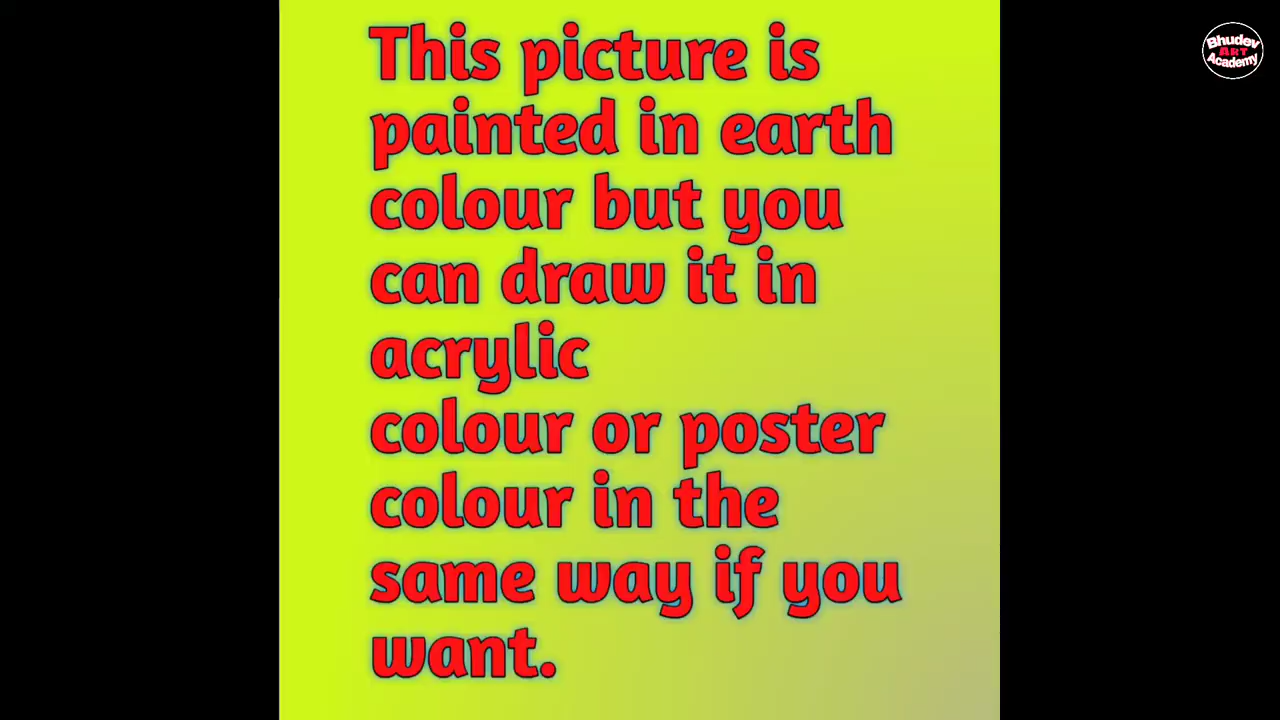 This picture is
painted in earth
colour but you
can draw it in
acrylic
colour or poster
colour in the
same way if you
want.
Bhudev
ART
Academy